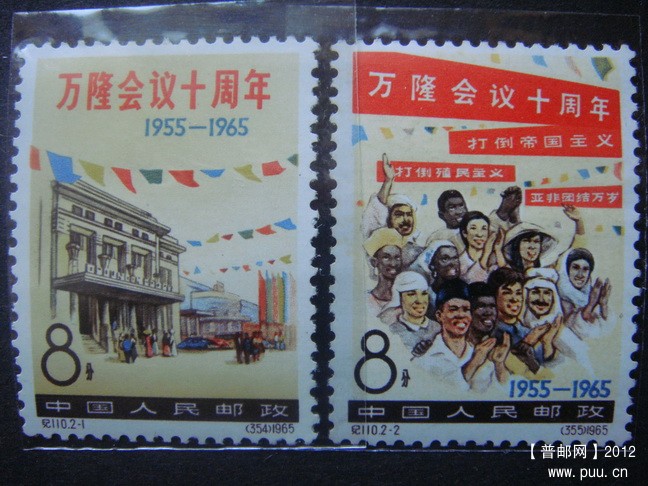 万隆会议十周年
1955—1965
8分
中国人民邮政
纪110.2-1 (354)1965
万隆会议十周年
打倒帝国主义
打倒殖民主义
亚非团结万岁
8分
1955—1965
中国人民邮政
纪110.2-2 (355)1965
【普邮网】2012
www.puu.cn